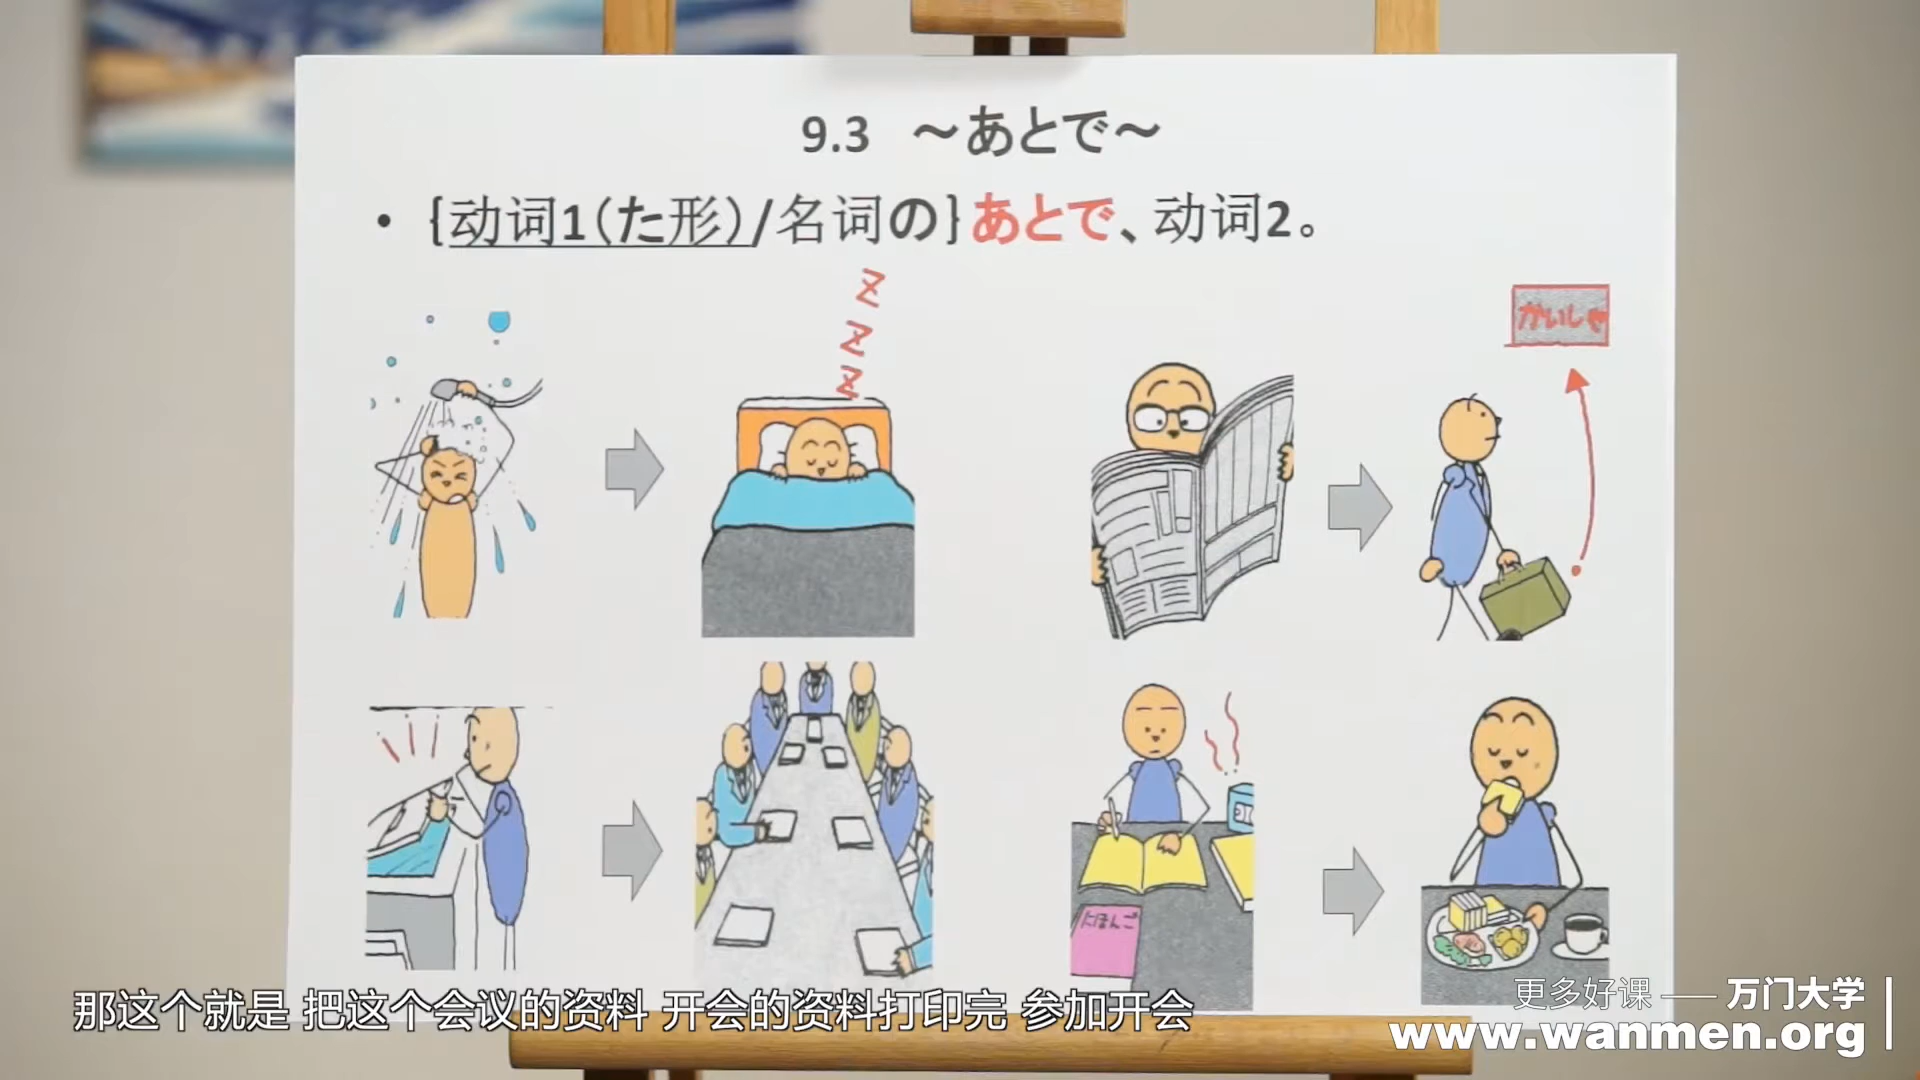 9.3 ～あとで～
• {动词1（た形）/名词の}あとで、动词2。
Z
Z
Z
かいしゃ
にほんご
那这个就是 把这个会议的资料 开会的资料打印完 参加开会
更多好课 —— 万门大学
www.wanmen.org